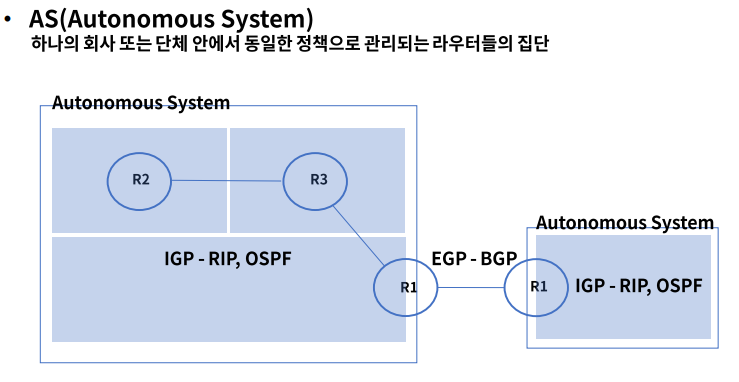 • AS(Autonomous System)
하나의 회사 또는 단체 안에서 동일한 정책으로 관리되는 라우터들의 집단
Autonomous System
R2
R3
IGP - RIP, OSPF
R1
EGP - BGP
Autonomous System
R1
IGP - RIP, OSPF